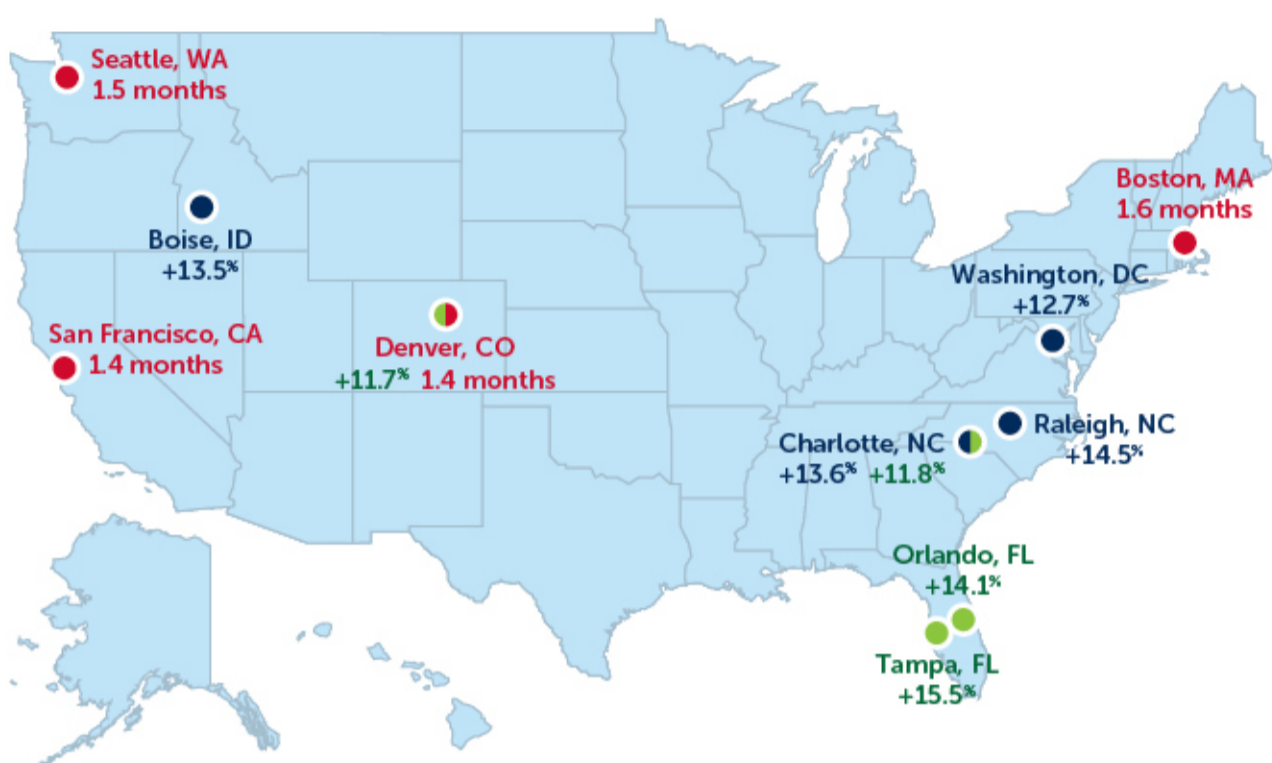 Seattle, WA
1.5 months
Boston, MA
1.6 months
Boise, ID
+13.5%
Washington, DC
+12.7%
San Francisco, CA
1.4 months
Denver, CO
+11.7% 1.4 months
Raleigh, NC
+14.5%
Charlotte, NC
+13.6% +11.8%
Orlando, FL
+14.1%
Tampa, FL
+15.5%